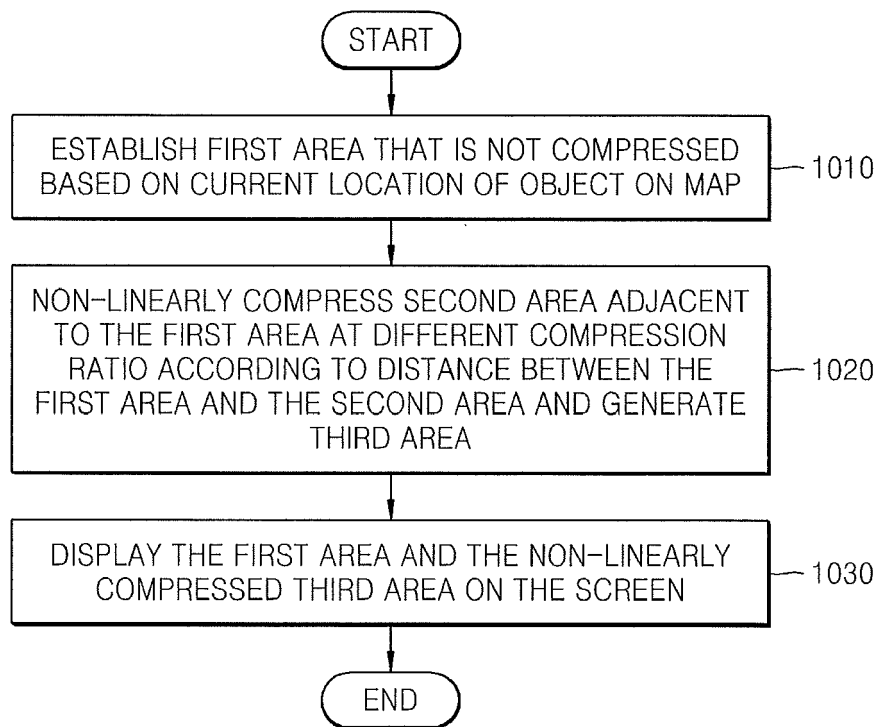 START
ESTABLISH FIRST AREA THAT IS NOT COMPRESSED
BASED ON CURRENT LOCATION OF OBJECT ON MAP
1010
NON-LINEARLY COMPRESS SECOND AREA ADJACENT
TO THE FIRST AREA AT DIFFERENT COMPRESSION
RATIO ACCORDING TO DISTANCE BETWEEN THE
FIRST AREA AND THE SECOND AREA AND GENERATE
THIRD AREA
1020
DISPLAY THE FIRST AREA AND THE NON-LINEARLY
COMPRESSED THIRD AREA ON THE SCREEN
1030
END